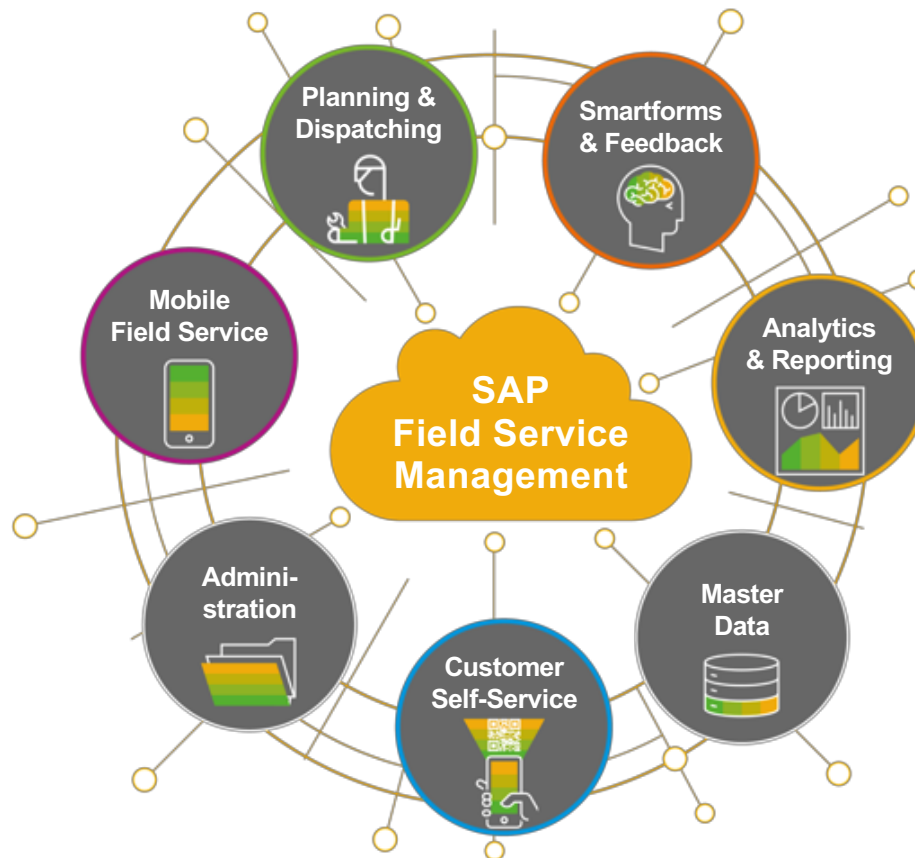 Planning &
Dispatching
Smartforms
& Feedback
Mobile
Field Service
Analytics
& Reporting
SAP
Field Service
Management
Admini-
stration
Master
Data
Customer
Self-Service